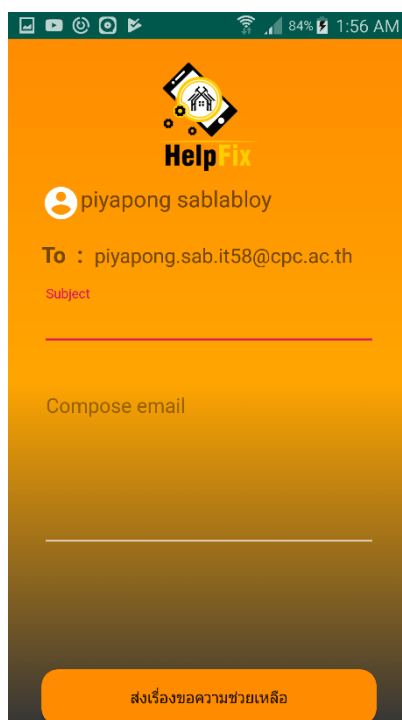 84% 1:56 AM
HelpFix
piyapong sablabloy
To : piyapong.sab.it58@cpc.ac.th
Subject
Compose email
ส่งเรื่องขอความช่วยเหลือ